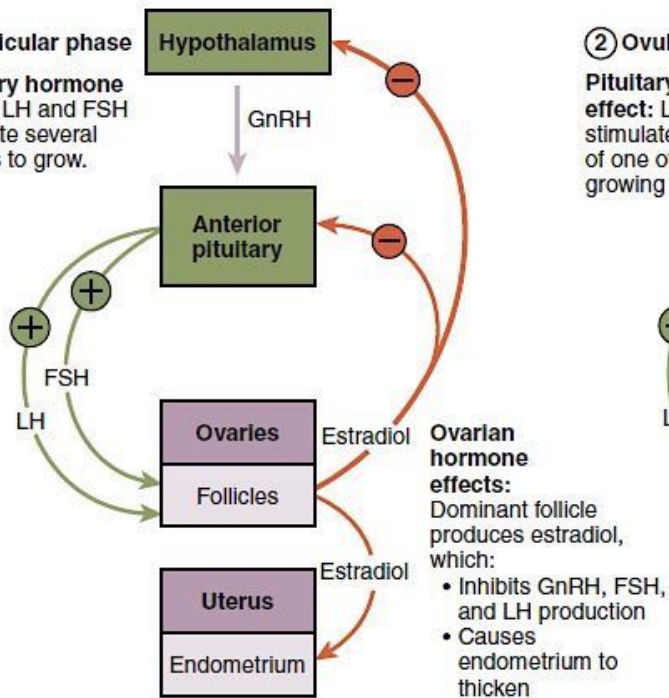 icular phase
ry hormone
LH and FSH
te several
s to grow.
Hypothalamus
GnRH
Anterior
pituitary
+
+
−
−
FSH
LH
Ovaries
Follicles
Estradiol
Estradiol
Uterus
Endometrium
Ovarian
hormone
effects:
Dominant follicle
produces estradiol,
which:
• Inhibits GnRH, FSH,
and LH production
• Causes
endometrium to
thicken
2 Ovul
Pituitary
effect: L
stimulate
of one of
growing
L